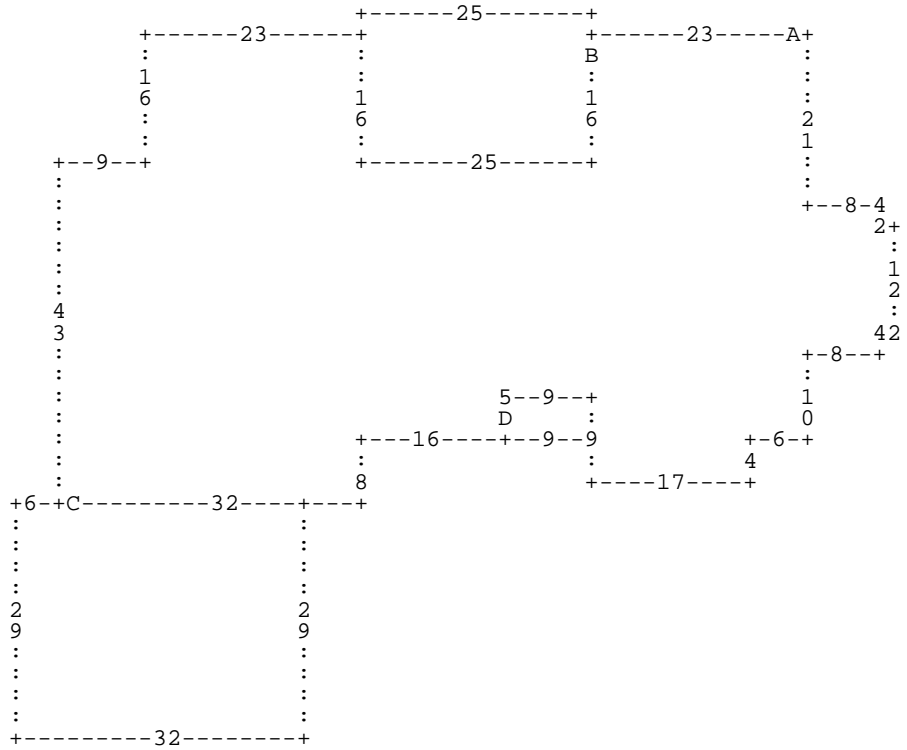 +-------25-------+
+------23------+ +------23-----A+
: : B :
1 : : :
6 1 1 :
: 6 6 2
: : : 1
+--9--+ +-------25-------+ :
: :
: +--8-4
: 2+
: :
: 1
: 2
4 :
3 42
: +-8--+
: :
: 5--9--+ 1
: D : 0
: +---16----+--9--9 +-6-+
: : : 4
: 8 +----17----+
+6-+C---------32----+---+
: :
: :
: :
: :
2 2
9 9
: :
: :
: :
: :
+---------32--------+